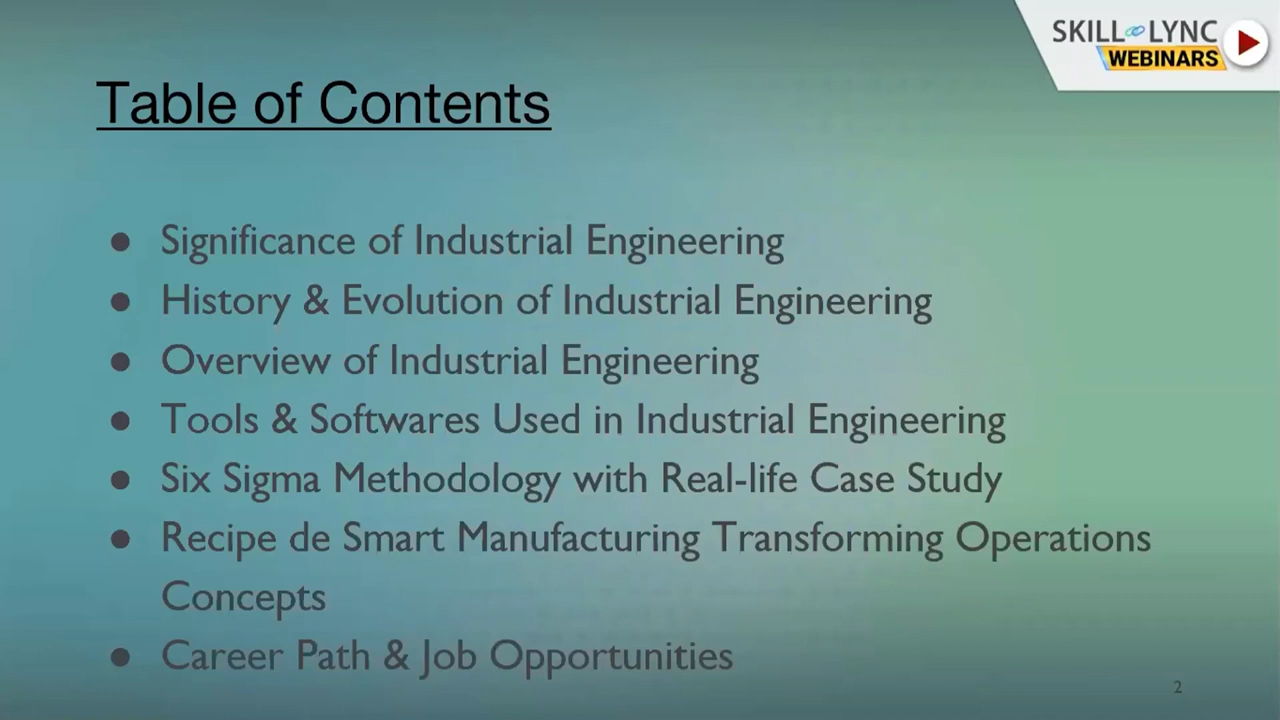 SKILL LYNC
WEBINARS
Table of Contents
● Significance of Industrial Engineering
● History & Evolution of Industrial Engineering
● Overview of Industrial Engineering
● Tools & Softwares Used in Industrial Engineering
● Six Sigma Methodology with Real-life Case Study
● Recipe de Smart Manufacturing Transforming Operations
Concepts
● Career Path & Job Opportunities
2